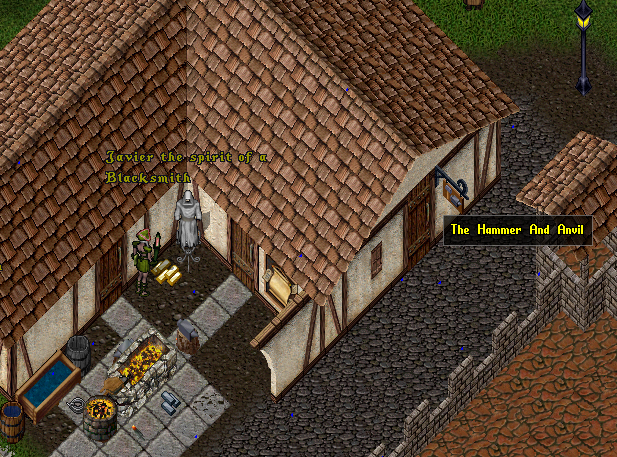 Javier the spirit of a
Blacksmith
The Hammer And Anvil